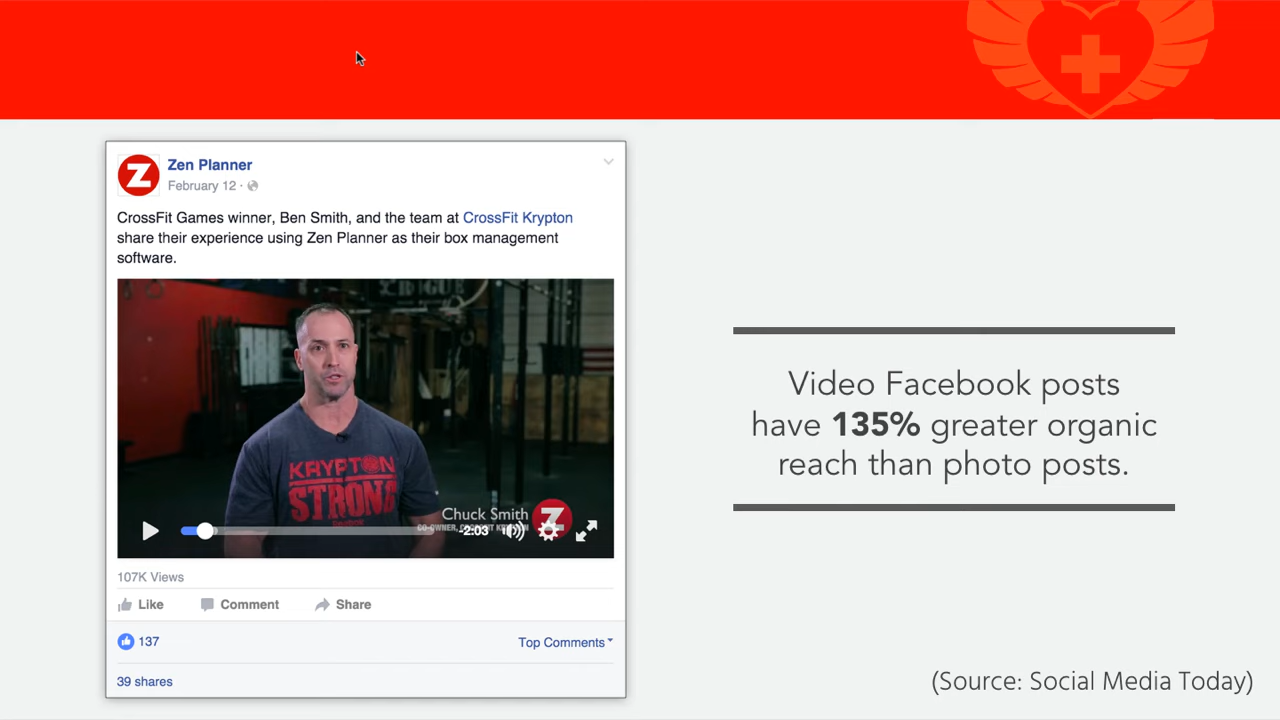 Zen Planner
February 12
CrossFit Games winner, Ben Smith, and the team at CrossFit Krypton
share their experience using Zen Planner as their box management
software.
KRYPTON
STRONG
Chuck Smith
CO-OWNER, CROSSFIT
-2:03
107K Views
Like Comment Share
137
Top Comments
39 shares
Video Facebook posts
have 135% greater organic
reach than photo posts.
(Source: Social Media Today)